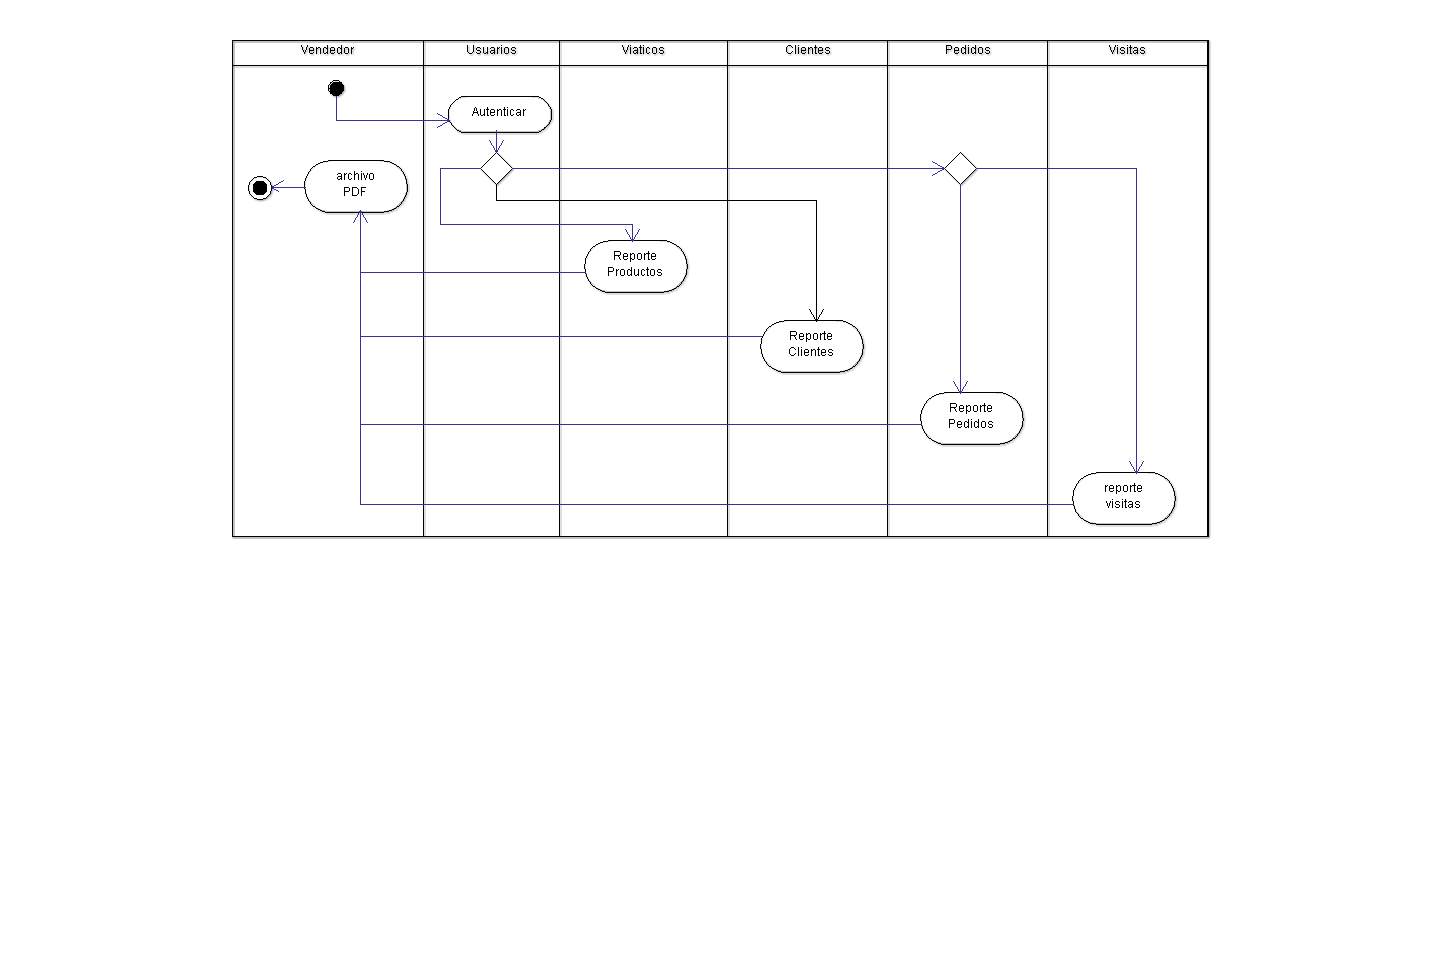 Vendedor
Usuarios
Viaticos
Clientes
Pedidos
Visitas
Autenticar
archivo
PDF
Reporte
Productos
Reporte
Clientes
Reporte
Pedidos
reporte
visitas